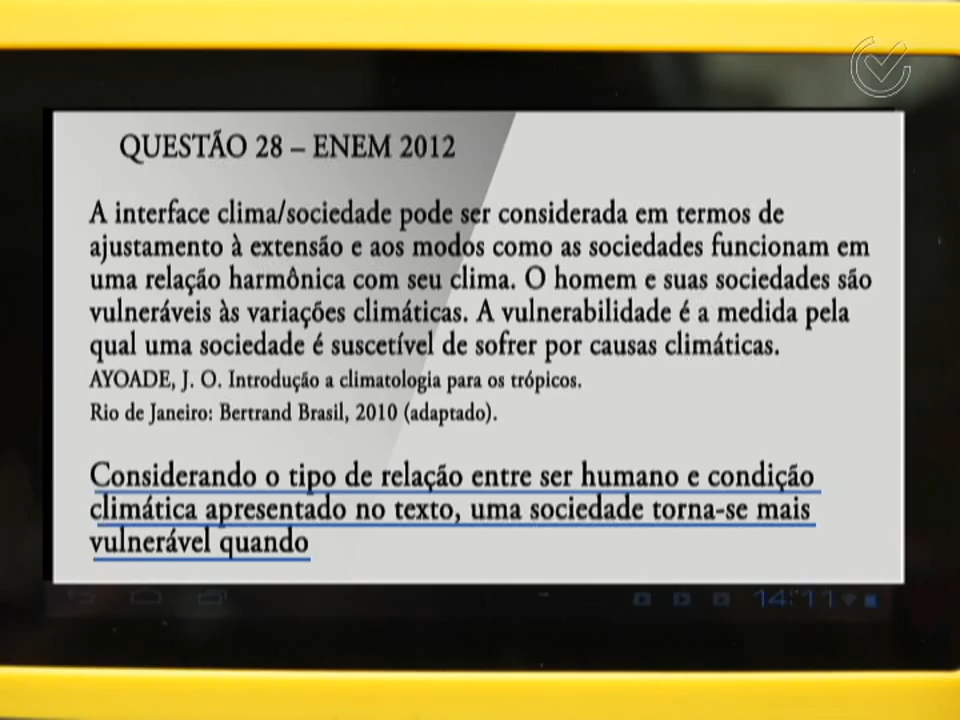 QUESTÃO 28 – ENEM 2012
A interface clima/sociedade pode ser considerada em termos de
ajustamento à extensão e aos modos como as sociedades funcionam em
uma relação harmônica com seu clima. O homem e suas sociedades são
vulneráveis às variações climáticas. A vulnerabilidade é a medida pela
qual uma sociedade é suscetível de sofrer por causas climáticas.
AYOADE, J. O. Introdução a climatologia para os trópicos.
Rio de Janeiro: Bertrand Brasil, 2010 (adaptado).
Considerando o tipo de relação entre ser humano e condição
climática apresentado no texto, uma sociedade torna-se mais
vulnerável quando
14:11